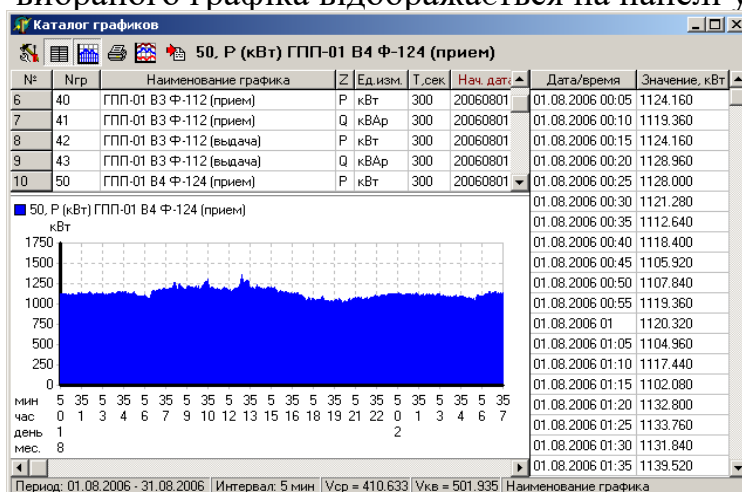 вибраного графіка відображається на панелі у
Каталог графиков
50, P (кВт) ГПП-01 В4 Ф-124 (прием)
№ Nгр Наименование графика Z Ед.изм. T,сек Нач. дата
6 40 ГПП-01 В3 Ф-112 (прием) P кВт 300 20060801
7 41 ГПП-01 В3 Ф-112 (прием) Q кВАр 300 20060801
8 42 ГПП-01 В3 Ф-112 (выдача) P кВт 300 20060801
9 43 ГПП-01 В3 Ф-112 (выдача) Q кВАр 300 20060801
10 50 ГПП-01 В4 Ф-124 (прием) P кВт 300 20060801
50, P (кВт) ГПП-01 В4 Ф-124 (прием)
кВт
1750
1500
1250
1000
750
500
250
0
мин 5 35 5 35 5 35 5 35 5 35 5 35 5 35 5 35 5 35 5 35 5 35
час 0 1 3 4 6 7 9 10 12 13 15 16 18 19 21 22 0 1 3 4 6 7
день 1 2
мес. 8
Дата/время Значение, кВт
01.08.2006 00:05 1124.160
01.08.2006 00:10 1119.360
01.08.2006 00:15 1124.160
01.08.2006 00:20 1128.960
01.08.2006 00:25 1128.000
01.08.2006 00:30 1121.280
01.08.2006 00:35 1112.640
01.08.2006 00:40 1118.400
01.08.2006 00:45 1105.920
01.08.2006 00:50 1107.840
01.08.2006 00:55 1119.360
01.08.2006 01 1120.320
01.08.2006 01:05 1104.960
01.08.2006 01:10 1117.440
01.08.2006 01:15 1102.080
01.08.2006 01:20 1132.800
01.08.2006 01:25 1133.760
01.08.2006 01:30 1131.840
01.08.2006 01:35 1139.520
Период: 01.08.2006 - 31.08.2006 Интервал: 5 мин Vср = 410.633 Vкв = 501.935 Наименование графика